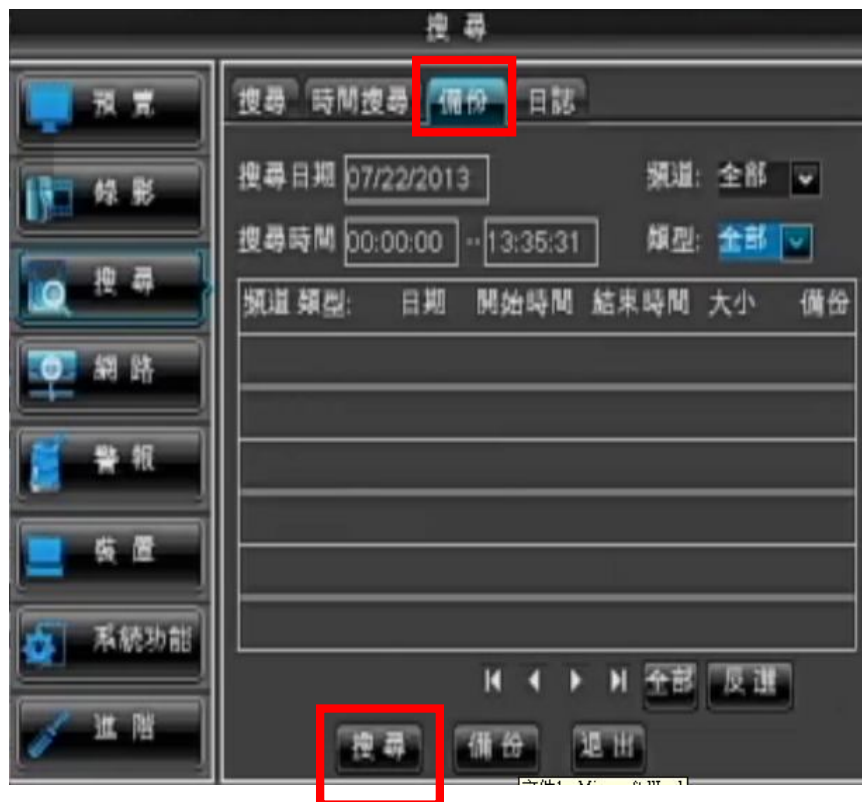 搜尋
預覽
錄影
搜尋
網路
警報
裝置
系統功能
進階
搜尋 時間搜尋 備份 日誌
搜尋日期 07/22/2013 頻道: 全部
搜尋時間 00:00:00 -- 13:35:31 類型: 全部
頻道 類型: 日期 開始時間 結束時間 大小 備份
全部 反選
搜尋 備份 退出